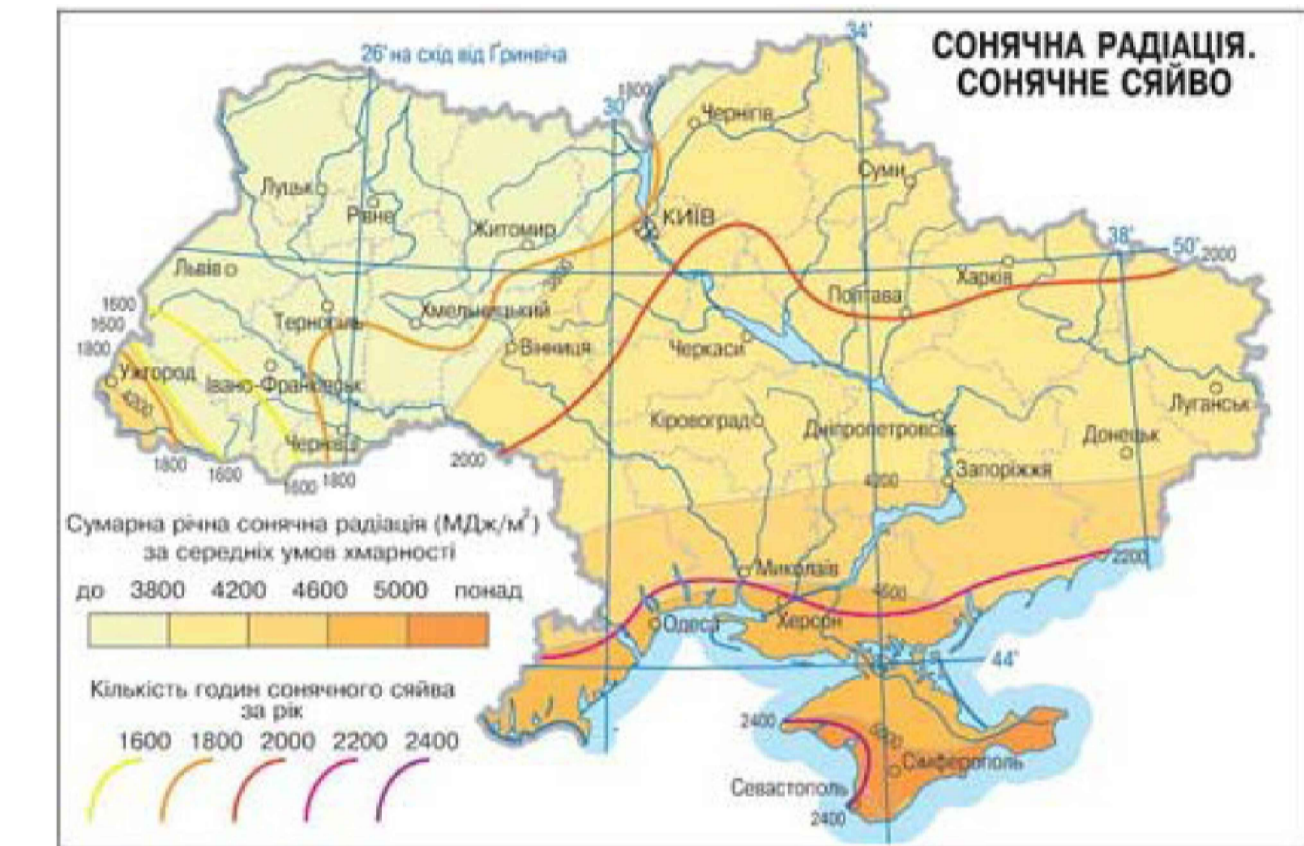 СОНЯЧНА РАДІАЦІЯ.
СОНЯЧНЕ СЯЙВО
26° на схід від Ґринвіча
34°
30°
1800
Чернігів
Суми
Луцьк
Рівне
Житомир
КИЇВ
38°
50°
2000
Львів
Харків
1600
1600
1800
Тернопіль
Хмельницький
Полтава
Вінниця
Черкаси
Ужгород
4200
Івано-Франківськ
Луганськ
Кіровоград
Дніпропетровськ
Донецьк
Чернівці
2000
1800
1600
1600
1800
4200
Запоріжжя
Сумарна річна сонячна радіація (МДж/м²)
за середніх умов хмарності
до 3800 4200 4600 5000 понад
Миколаїв
2200
4600
Одеса
Херсон
44°
Кількість годин сонячного сяйва
за рік
1600 1800 2000 2200 2400
2400
Сімферополь
Севастополь
2400